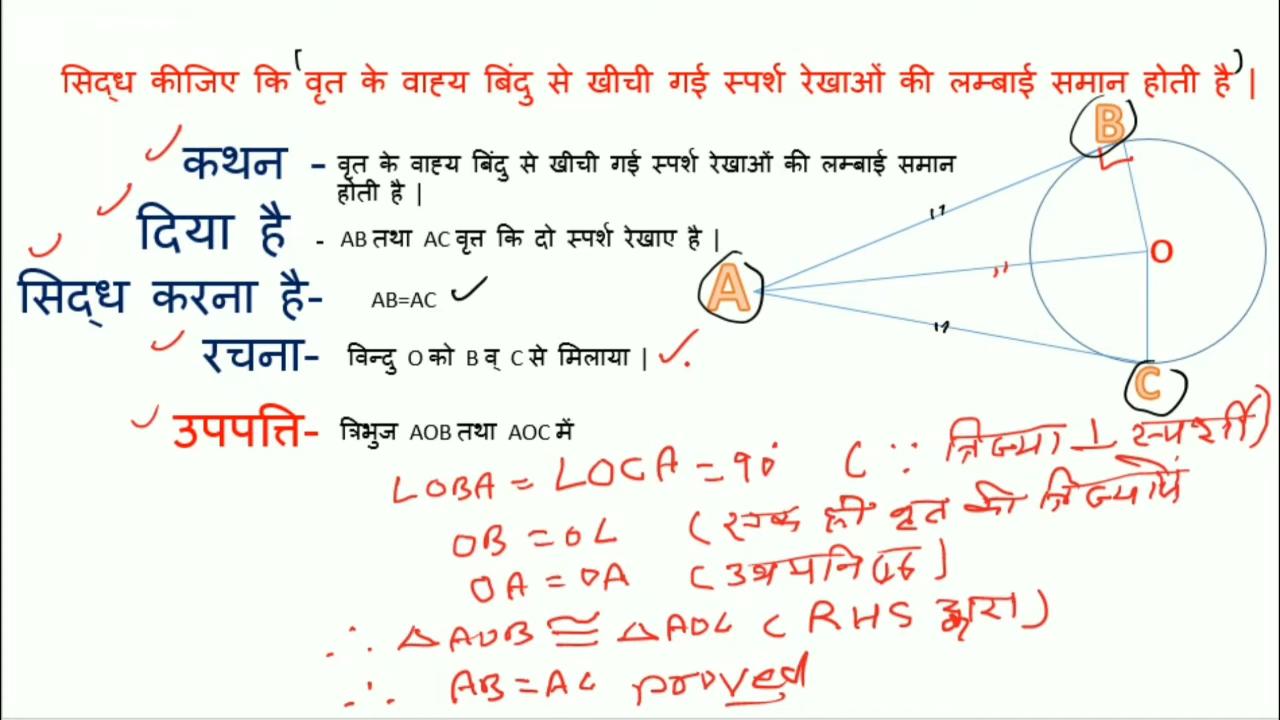 सिद्ध कीजिए कि (वृत के वाह्य बिंदु से खीची गई स्पर्श रेखाओं की लम्बाई समान होती है) |
कथन - वृत के वाह्य बिंदु से खीची गई स्पर्श रेखाओं की लम्बाई समान
होती है |
दिया है - AB तथा AC वृत्त कि दो स्पर्श रेखाए है |
सिद्ध करना है- AB=AC
रचना- विन्दु O को B व् C से मिलाया |
उपपत्ति- त्रिभुज AOB तथा AOC में
∠OBA = ∠OCA = 90° (∵ त्रिज्या ⊥ स्पर्शी)
OB = OC (एक ही वृत की त्रिज्यायें
OA = OA (उभयनिष्ठ)
∴ △AOB ≅ △AOC (RHS द्वारा)
∴ AB = AC proved
B
O
A
C